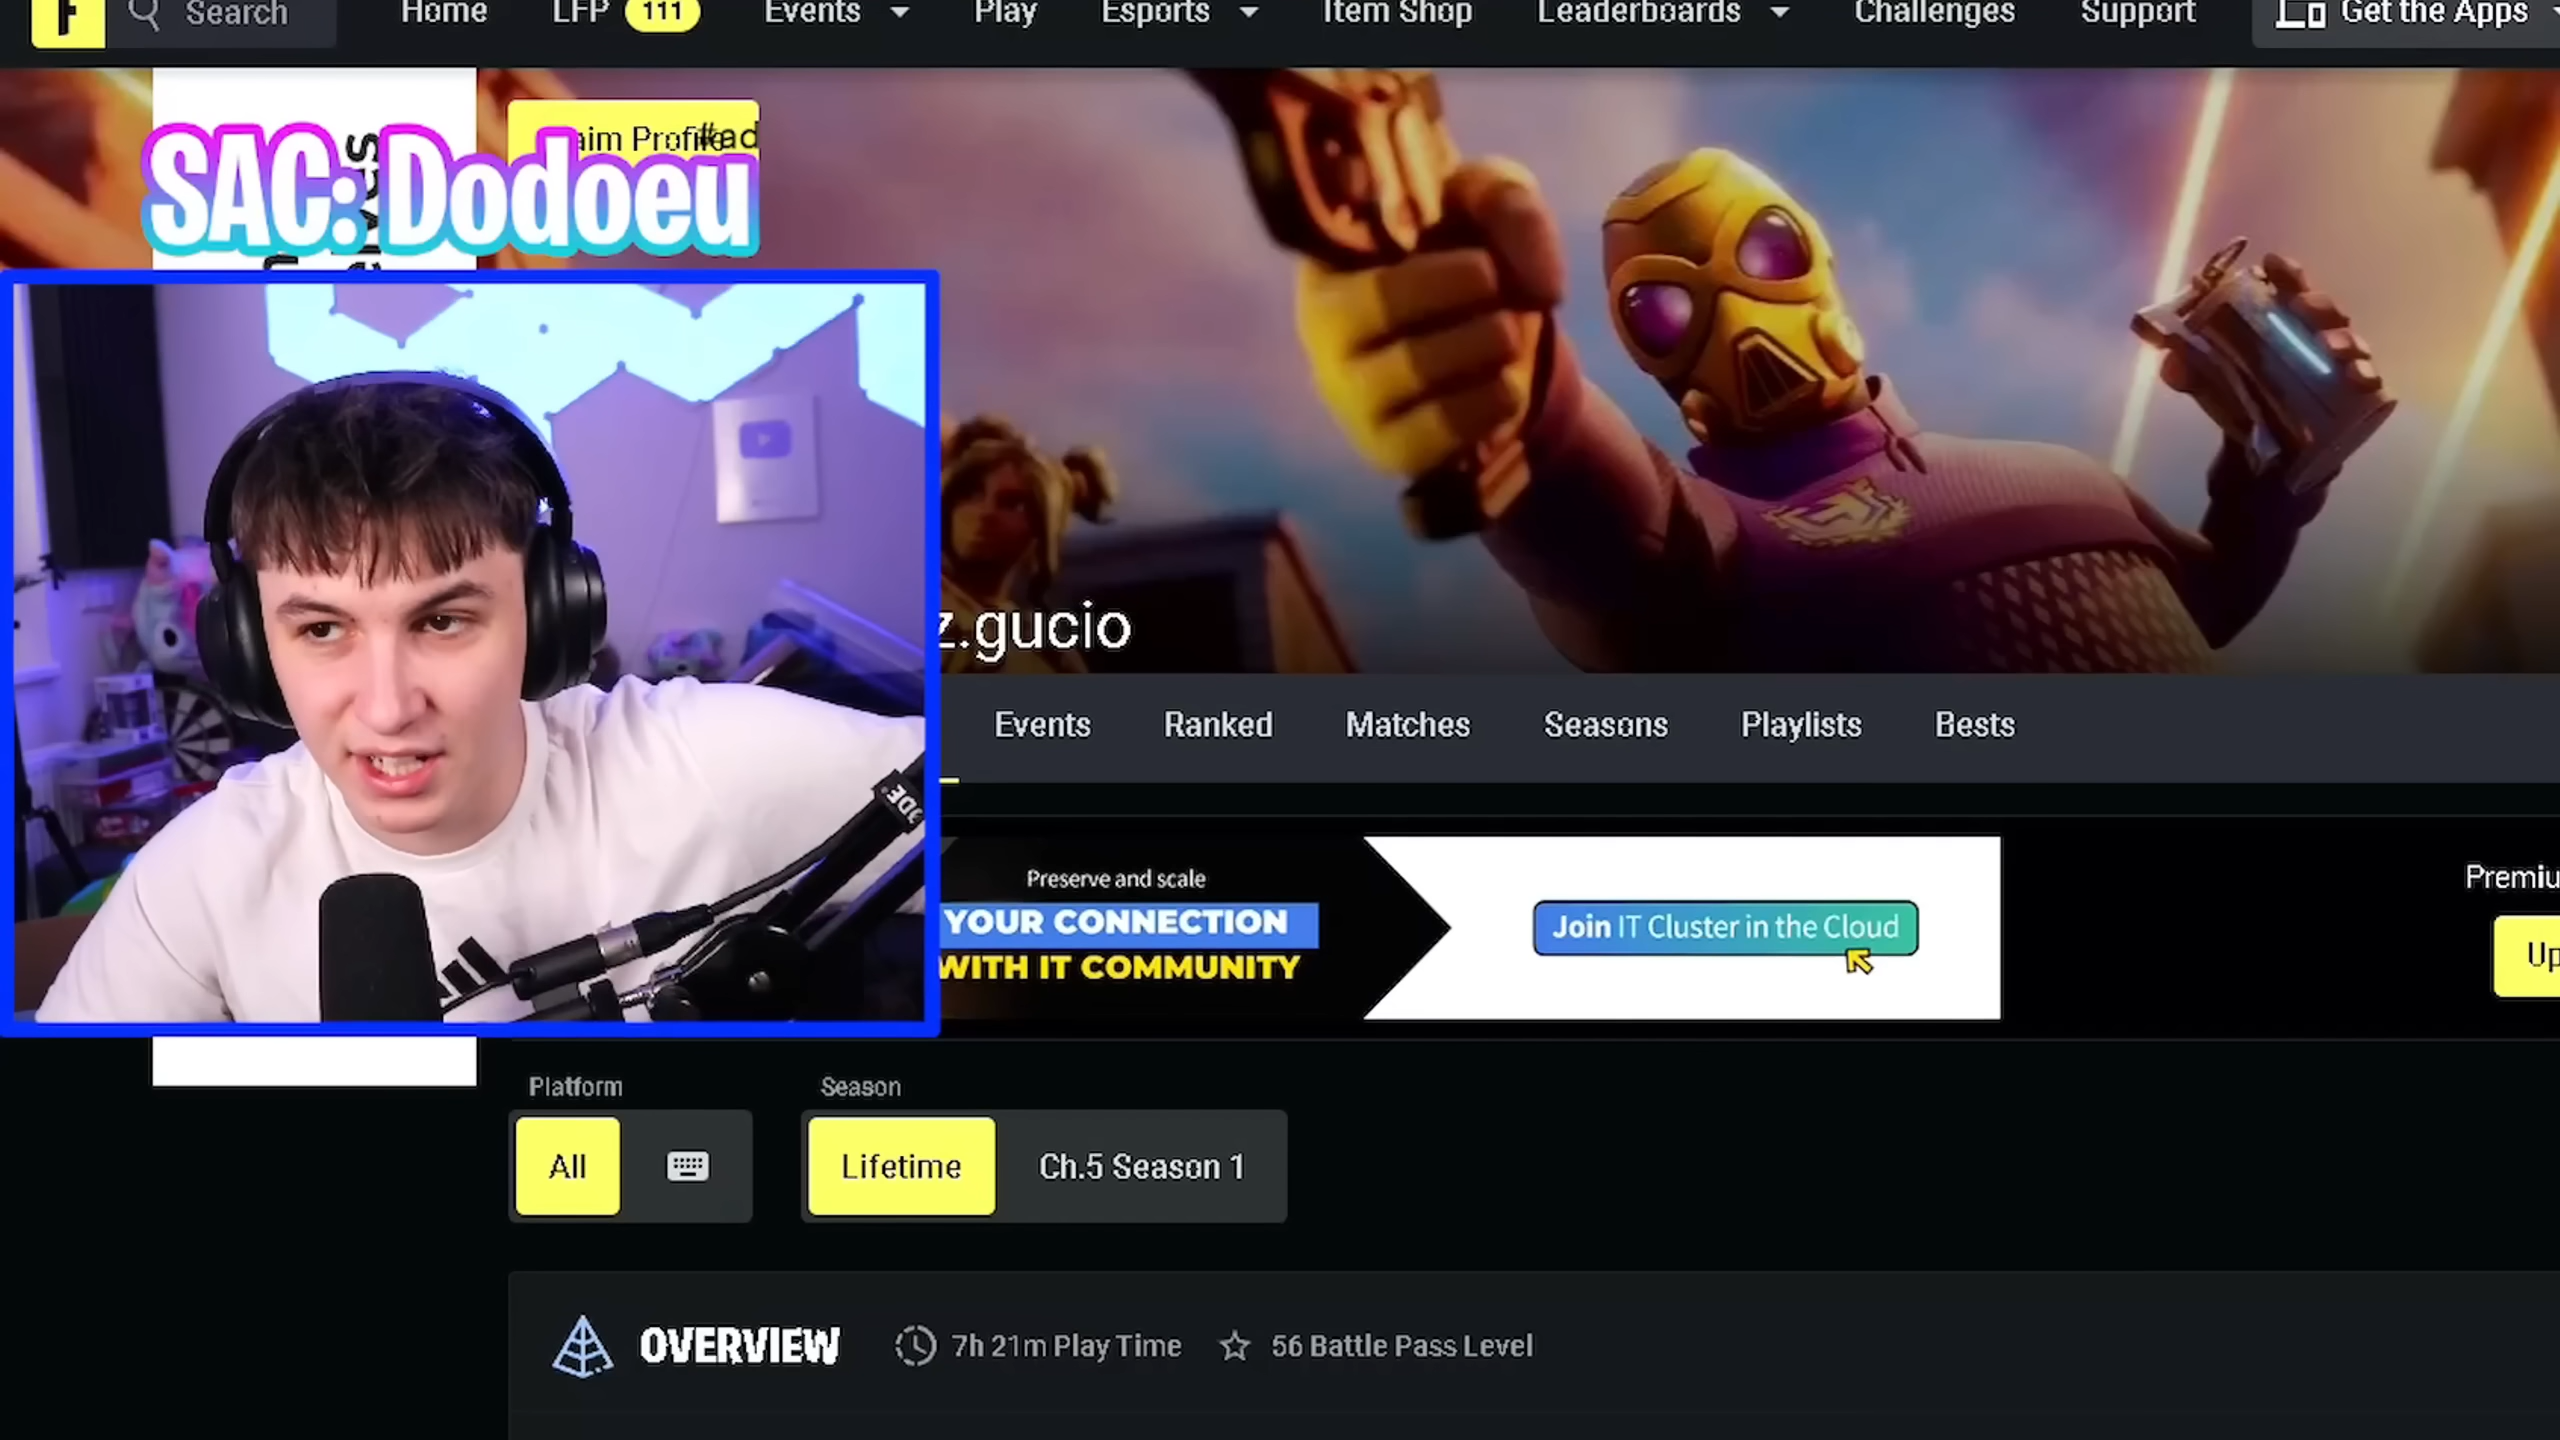 Search
Home
LFP
111
Events
Play
Esports
Item Shop
Leaderboards
Challenges
Support
Get the Apps
#ad
SAC: Dodoeu
z.gucio
Events
Ranked
Matches
Seasons
Playlists
Bests
Preserve and scale
YOUR CONNECTION
WITH IT COMMUNITY
Join IT Cluster in the Cloud
Platform
Season
All
Lifetime
Ch.5 Season 1
OVERVIEW
7h 21m Play Time
56 Battle Pass Level